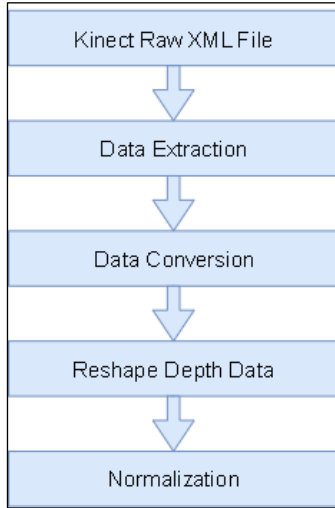 Kinect Raw XML File
Data Extraction
Data Conversion
Reshape Depth Data
Normalization